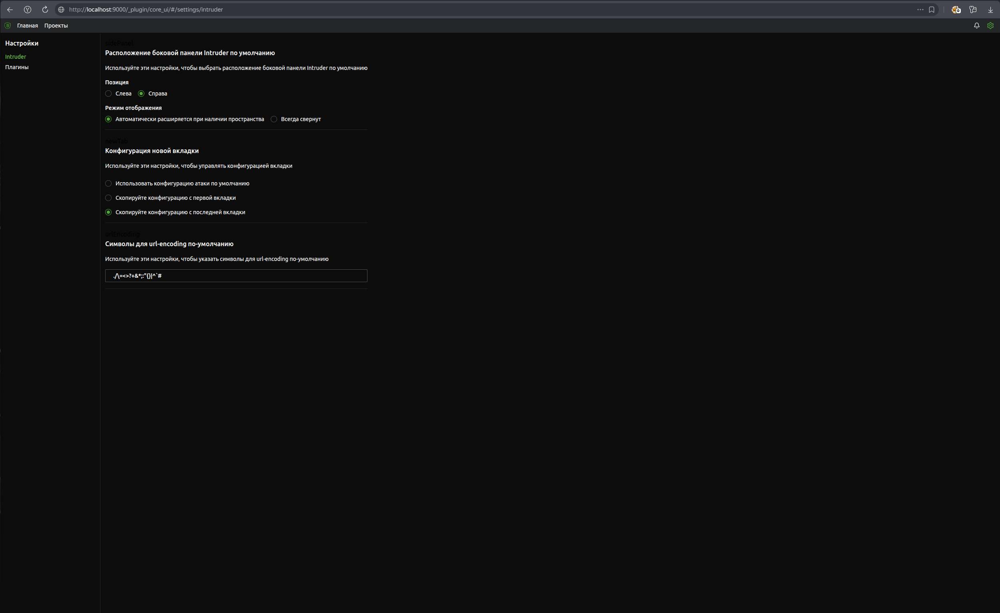 http://localhost:9000/_plugin/core_ui/#/settings/intruder
Главная Проекты
Настройки
Intruder
Плагины
sidePanel
Расположение боковой панели Intruder по умолчанию
Используйте эти настройки, чтобы выбрать расположение боковой панели Intruder по умолчанию
Позиция
Слева Справа
Режим отображения
Автоматически расширяется при наличии пространства Всегда свернут
newTab
Конфигурация новой вкладки
Используйте эти настройки, чтобы управлять конфигурацией вкладки
Использовать конфигурацию атаки по умолчанию
Скопируйте конфигурацию с первой вкладки
Скопируйте конфигурацию с последней вкладки
urlEncoding
Символы для url-encoding по-умолчанию
Используйте эти настройки, чтобы указать символы для url-encoding по-умолчанию
./\=<>?+&*;:"{}|^`#